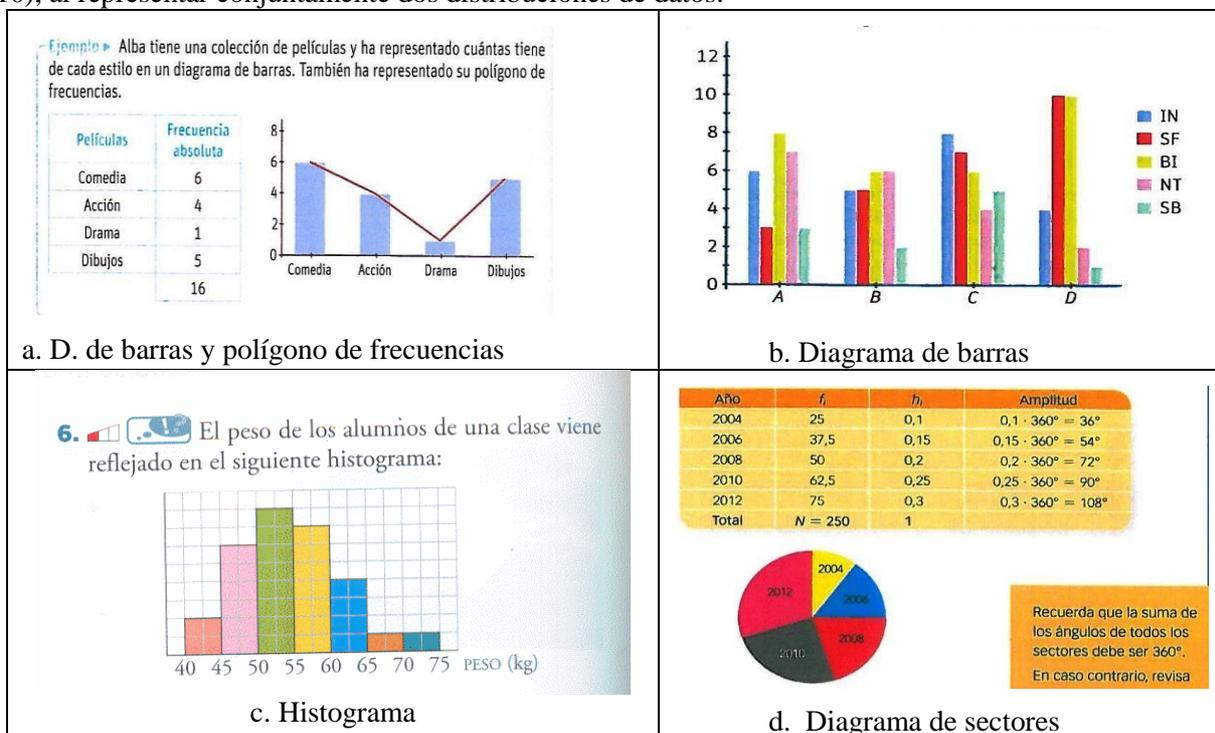 al representar conjuntamente dos distribuciones de datos.
Ejemplo ▸ Alba tiene una colección de películas y ha representado cuántas tiene
de cada estilo en un diagrama de barras. También ha representado su polígono de
frecuencias.
Películas Frecuencia absoluta
Comedia 6
Acción 4
Drama 1
Dibujos 5
16
8
6
4
2
0
Comedia Acción Drama Dibujos
a. D. de barras y polígono de frecuencias
12
10
8
6
4
2
0
A B C D
IN
SF
BI
NT
SB
b. Diagrama de barras
6. El peso de los alumnos de una clase viene
reflejado en el siguiente histograma:
40 45 50 55 60 65 70 75 PESO (kg)
c. Histograma
Año fᵢ hᵢ Amplitud
2004 25 0,1 0,1 · 360° = 36°
2006 37,5 0,15 0,15 · 360° = 54°
2008 50 0,2 0,2 · 360° = 72°
2010 62,5 0,25 0,25 · 360° = 90°
2012 75 0,3 0,3 · 360° = 108°
Total N = 250 1
2004
2006
2008
2010
2012
Recuerda que la suma de
los ángulos de todos los
sectores debe ser 360°.
En caso contrario, revisa
d. Diagrama de sectores